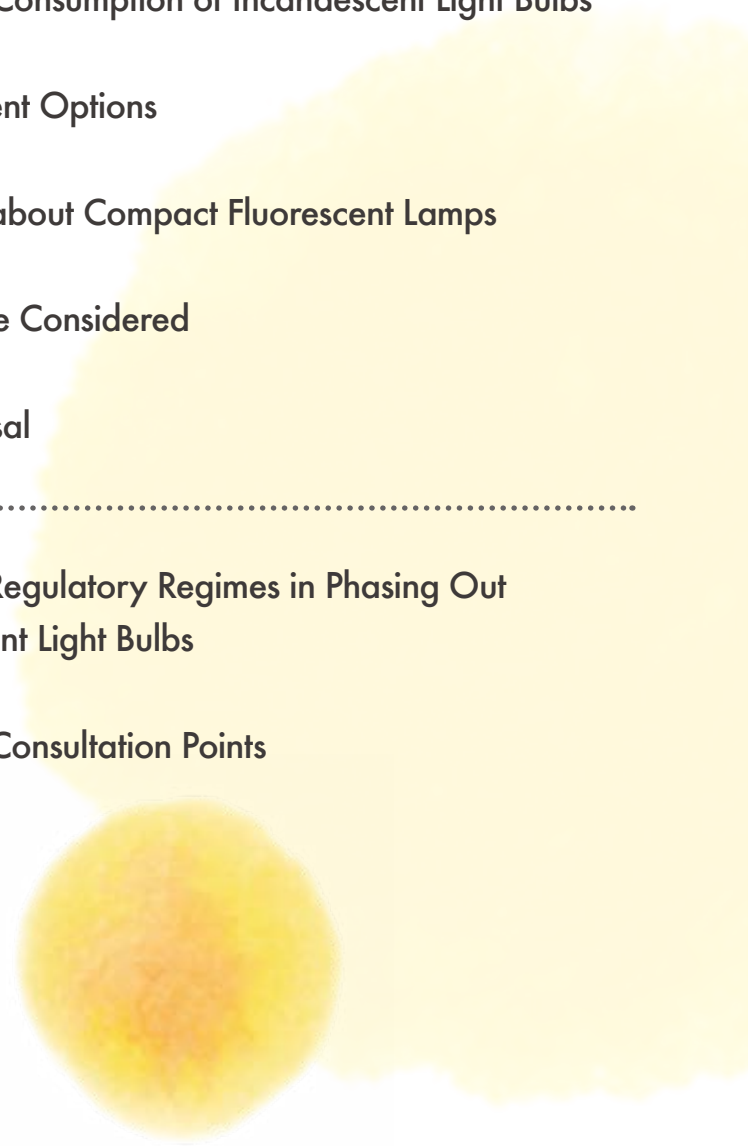 Consumption of Incandescent Light Bulbs
ent Options
about Compact Fluorescent Lamps
e Considered
sal
Regulatory Regimes in Phasing Out
nt Light Bulbs
Consultation Points